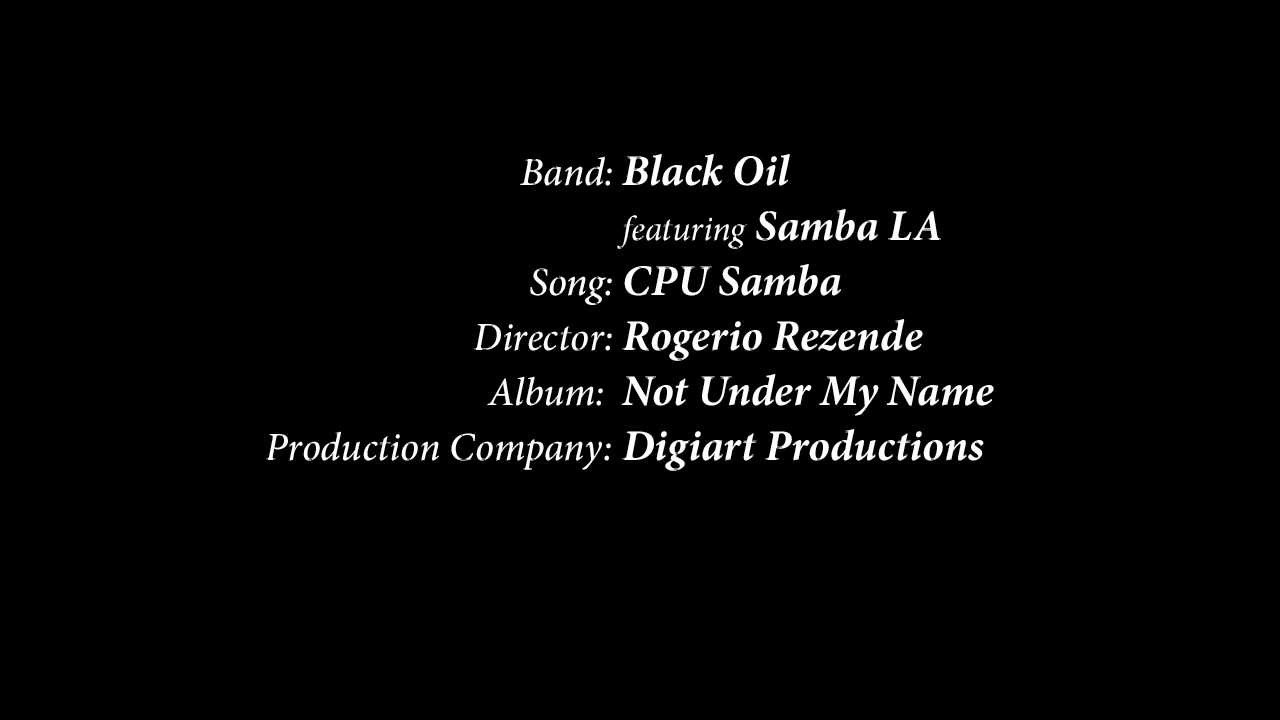 Band: Black Oil
featuring Samba LA
Song: CPU Samba
Director: Rogerio Rezende
Album: Not Under My Name
Production Company: Digiart Productions